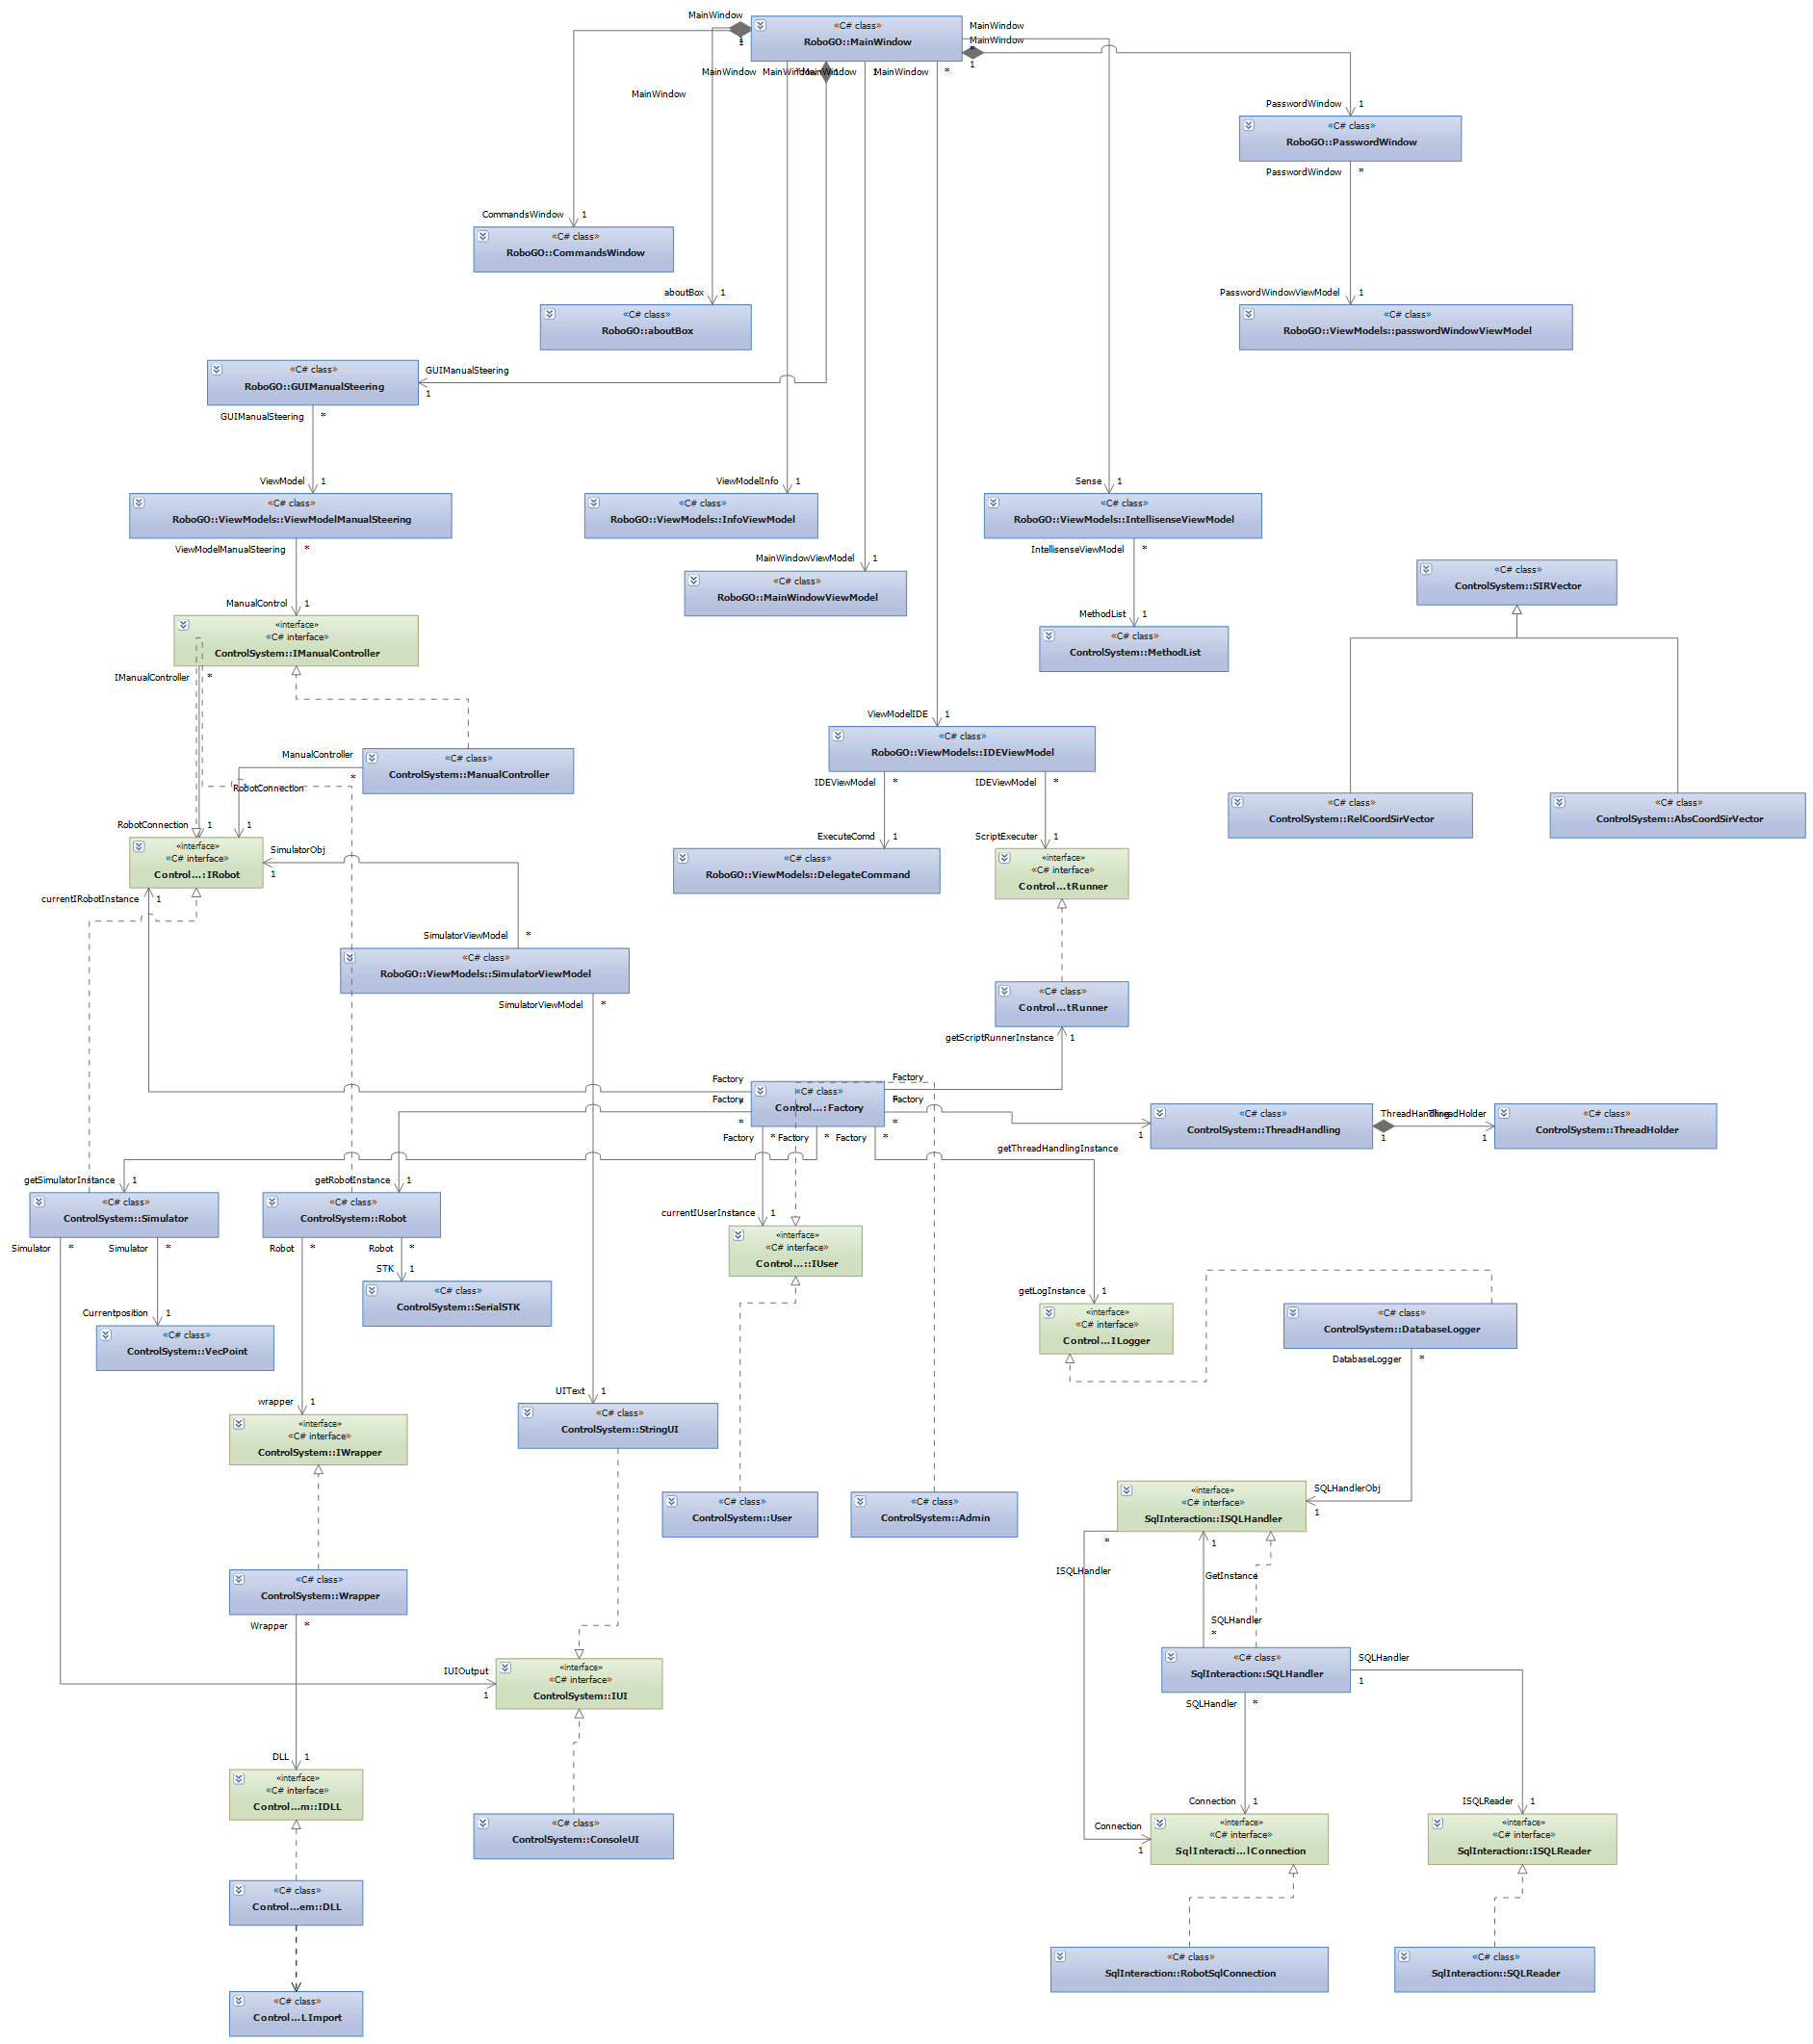 MainWindow
1
«C# class»
RoboGO::MainWindow
MainWindow
MainWindow
*
1
MainWindow
MainWindow
MainWindow
1
MainWindow
*
MainWindow
PasswordWindow
1
«C# class»
RoboGO::PasswordWindow
PasswordWindow
*
CommandsWindow
1
«C# class»
RoboGO::CommandsWindow
aboutBox
1
«C# class»
RoboGO::aboutBox
PasswordWindowViewModel
1
«C# class»
RoboGO::ViewModels::passwordWindowViewModel
«C# class»
RoboGO::GUIManualSteering
GUIManualSteering
1
GUIManualSteering
*
ViewModel
1
«C# class»
RoboGO::ViewModels::ViewModelManualSteering
ViewModelManualSteering
*
ViewModelInfo
1
«C# class»
RoboGO::ViewModels::InfoViewModel
Sense
1
«C# class»
RoboGO::ViewModels::IntellisenseViewModel
IntellisenseViewModel
*
MainWindowViewModel
1
«C# class»
RoboGO::MainWindowViewModel
«C# class»
ControlSystem::SIRVector
ManualControl
1
«interface»
«C# interface»
ControlSystem::IManualController
IManualController
*
MethodList
1
«C# class»
ControlSystem::MethodList
ViewModelIDE
1
«C# class»
RoboGO::ViewModels::IDEViewModel
IDEViewModel
*
IDEViewModel
*
ManualController
*
«C# class»
ControlSystem::ManualController
RobotConnection
RobotConnection
1
1
«C# class»
ControlSystem::RelCoordSirVector
«C# class»
ControlSystem::AbsCoordSirVector
«interface»
«C# interface»
Control...:IRobot
SimulatorObj
1
ExecuteComd
1
«C# class»
RoboGO::ViewModels::DelegateCommand
ScriptExecuter
1
«interface»
«C# interface»
Control...tRunner
currentIRobotInstance
1
SimulatorViewModel
*
«C# class»
RoboGO::ViewModels::SimulatorViewModel
SimulatorViewModel
*
«C# class»
Control...tRunner
getScriptRunnerInstance
1
Factory
«C# class»
Control...:Factory
Factory
Factory
*
Factory
*
Factory
*
Factory
*
Factory
*
1
«C# class»
ControlSystem::ThreadHandling
ThreadHandling
1
ThreadHolder
1
«C# class»
ControlSystem::ThreadHolder
getThreadHandlingInstance
getSimulatorInstance
1
«C# class»
ControlSystem::Simulator
Simulator
*
Simulator
*
getRobotInstance
1
«C# class»
ControlSystem::Robot
Robot
*
Robot
*
currentIUserInstance
1
«interface»
«C# interface»
Control...::IUser
STK
1
«C# class»
ControlSystem::SerialSTK
getLogInstance
1
«interface»
«C# interface»
Control...ILogger
«C# class»
ControlSystem::DatabaseLogger
DatabaseLogger
*
Currentposition
1
«C# class»
ControlSystem::VecPoint
wrapper
1
«interface»
«C# interface»
ControlSystem::IWrapper
UIText
1
«C# class»
ControlSystem::StringUI
«C# class»
ControlSystem::User
«C# class»
ControlSystem::Admin
SQLHandlerObj
1
«interface»
«C# interface»
SqlInteraction::ISQLHandler
*
ISQLHandler
1
GetInstance
SQLHandler
*
«C# class»
ControlSystem::Wrapper
Wrapper
*
«C# class»
SqlInteraction::SQLHandler
SQLHandler
1
SQLHandler
*
IUIOutput
1
«interface»
«C# interface»
ControlSystem::IUI
DLL
1
«interface»
«C# interface»
Control...m::IDLL
«C# class»
ControlSystem::ConsoleUI
Connection
1
Connection
1
«interface»
«C# interface»
SqlInteracti...lConnection
ISQLReader
1
«interface»
«C# interface»
SqlInteraction::ISQLReader
«C# class»
Control...em::DLL
«C# class»
SqlInteraction::RobotSqlConnection
«C# class»
SqlInteraction::SQLReader
«C# class»
Control...LImport